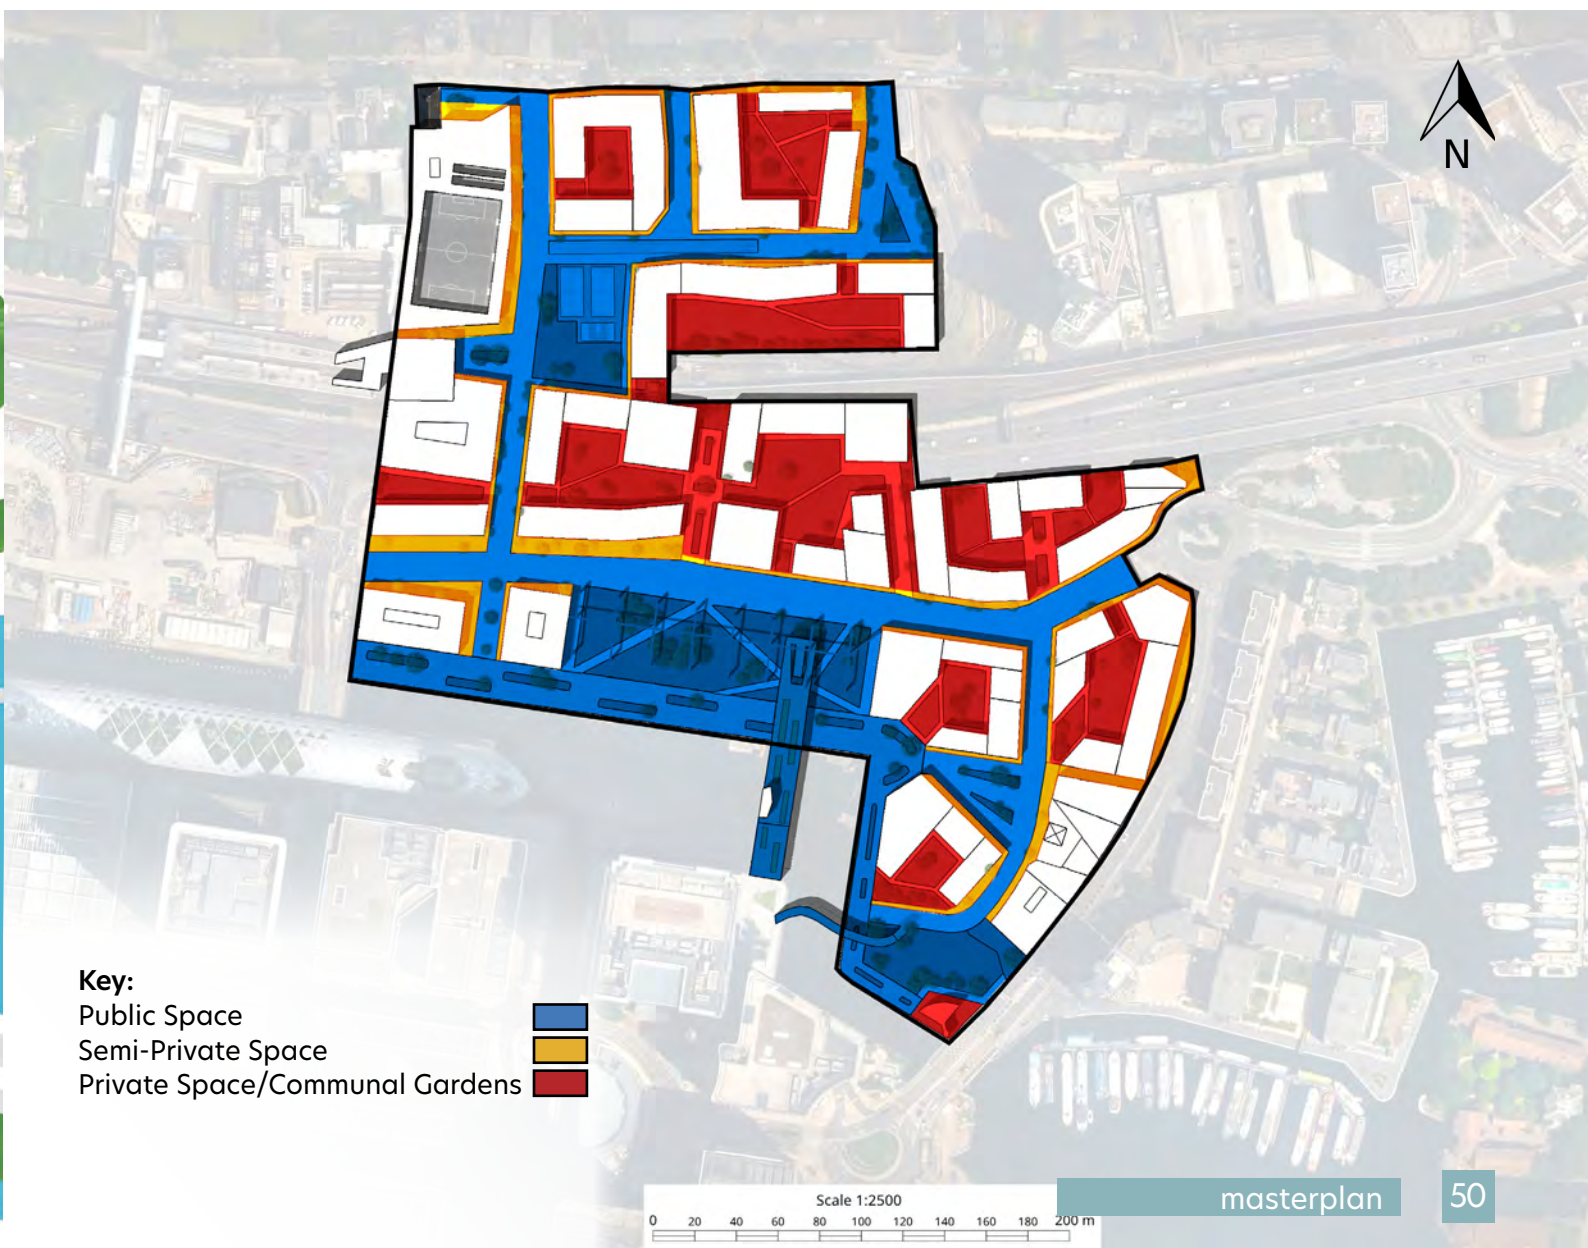 N
Key:
Public Space
Semi-Private Space
Private Space/Communal Gardens
Scale 1:2500
0 20 40 60 80 100 120 140 160 180 200 m
masterplan 50